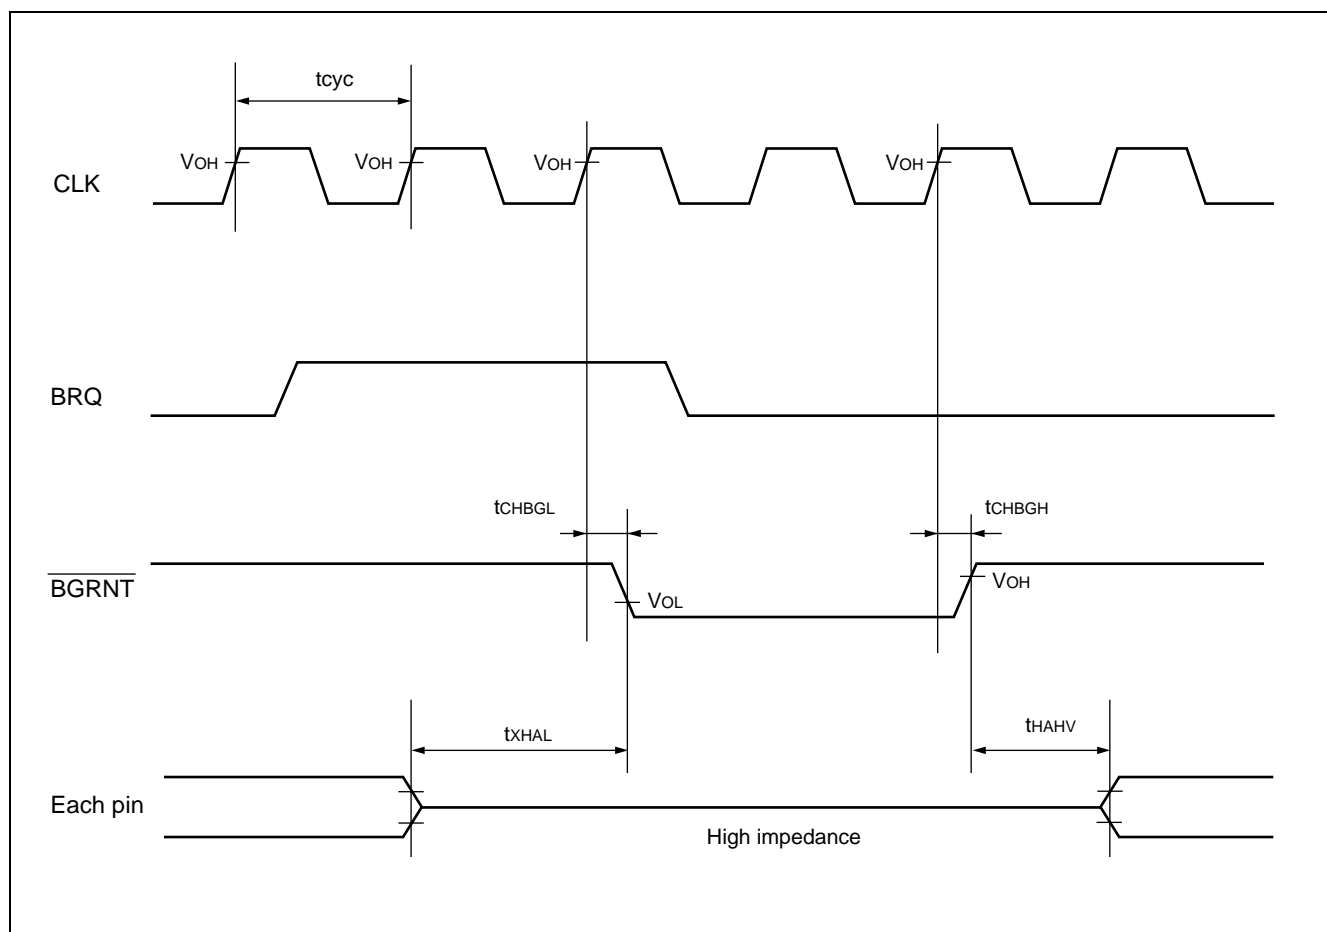 tCYC
VOH VOH VOH VOH
CLK
BRQ
tCHBGL tCHBGH
BGRNT
VOL VOH
tXHAL tHAHV
Each pin
High impedance